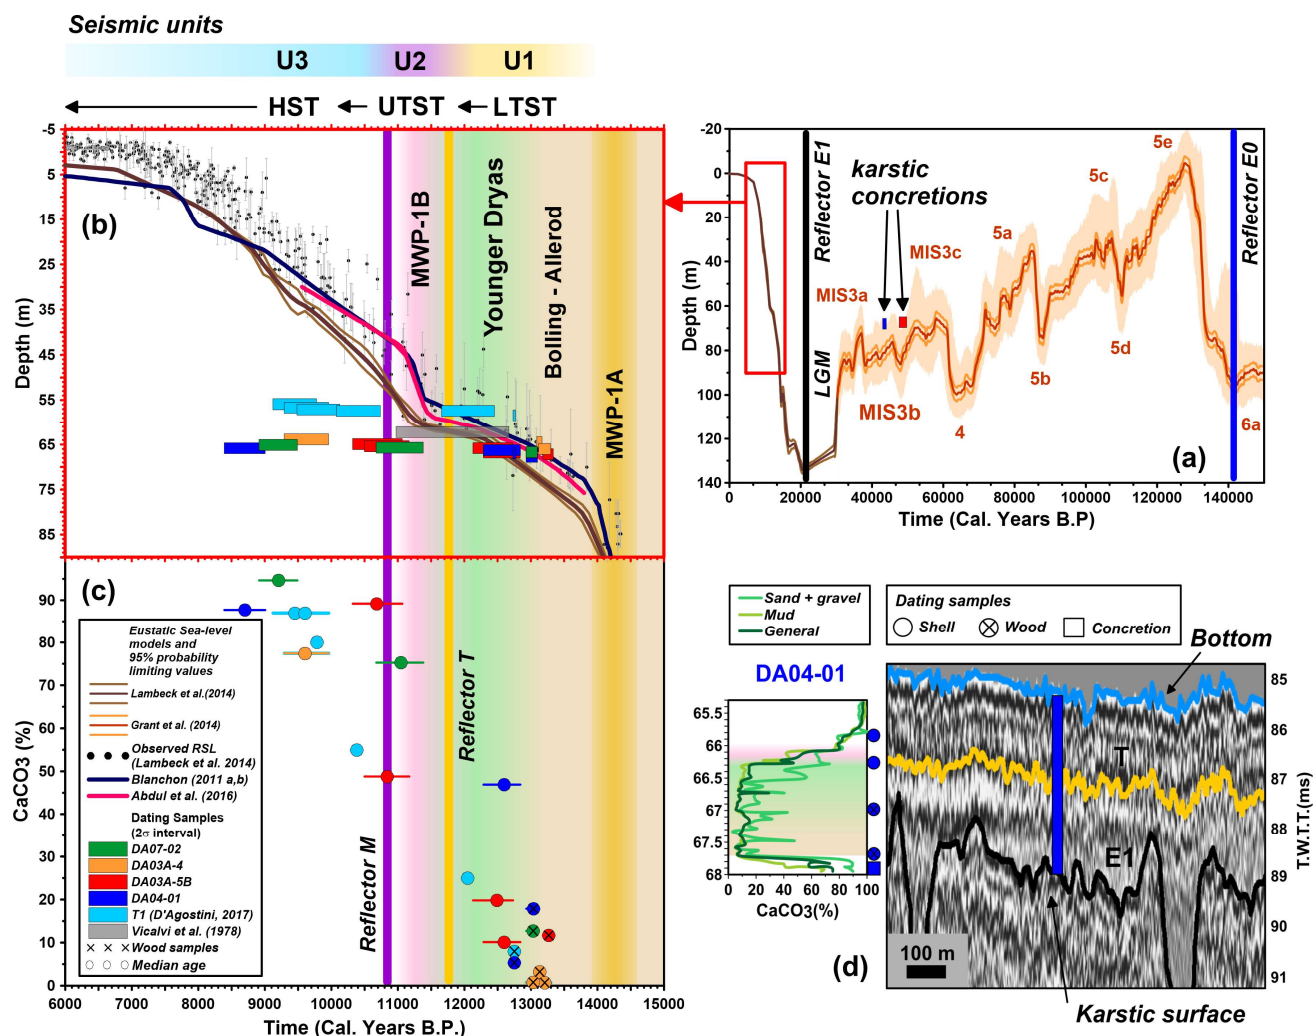 Seismic units
U3 U2 U1
HST UTST LTST
-5
5
15
25
35
45
55
65
75
85
Depth (m)
(b)
MWP-1B
Younger Dryas
Bolling - Allerod
MWP-1A
-20
0
20
40
60
80
100
120
140
Depth (m)
Reflector E1
LGM
karstic
concretions
MIS3a
MIS3c
MIS3b
4
5a
5b
5c
5d
5e
6a
Reflector E0
(a)
0 20000 40000 60000 80000 100000 120000 140000
Time (Cal. Years B.P)
(c)
90
80
70
60
50
40
30
20
10
0
CaCO3 (%)
Eustatic Sea-level
models and
95% probability
limiting values
Lambeck et al.(2014)
Grant et al. (2014)
Observed RSL
(Lambeck et al. 2014)
Blanchon (2011 a,b)
Abdul et al. (2016)
Dating Samples
(2σ interval)
DA07-02
DA03A-4
DA03A-5B
DA04-01
T1 (D'Agostini, 2017)
Vicalvi et al. (1978)
Wood samples
Median age
Reflector M
Reflector T
6000 7000 8000 9000 10000 11000 12000 13000 14000 15000
Time (Cal. Years B.P.)
Sand + gravel
Mud
General
Dating samples
Shell Wood Concretion
DA04-01
65.5
66
66.5
67
67.5
68
0 20 40 60 80 100
CaCO3(%)
Bottom
T
E1
85
86
87
88
89
90
91
T.W.T.T.(ms)
100 m
(d)
Karstic surface